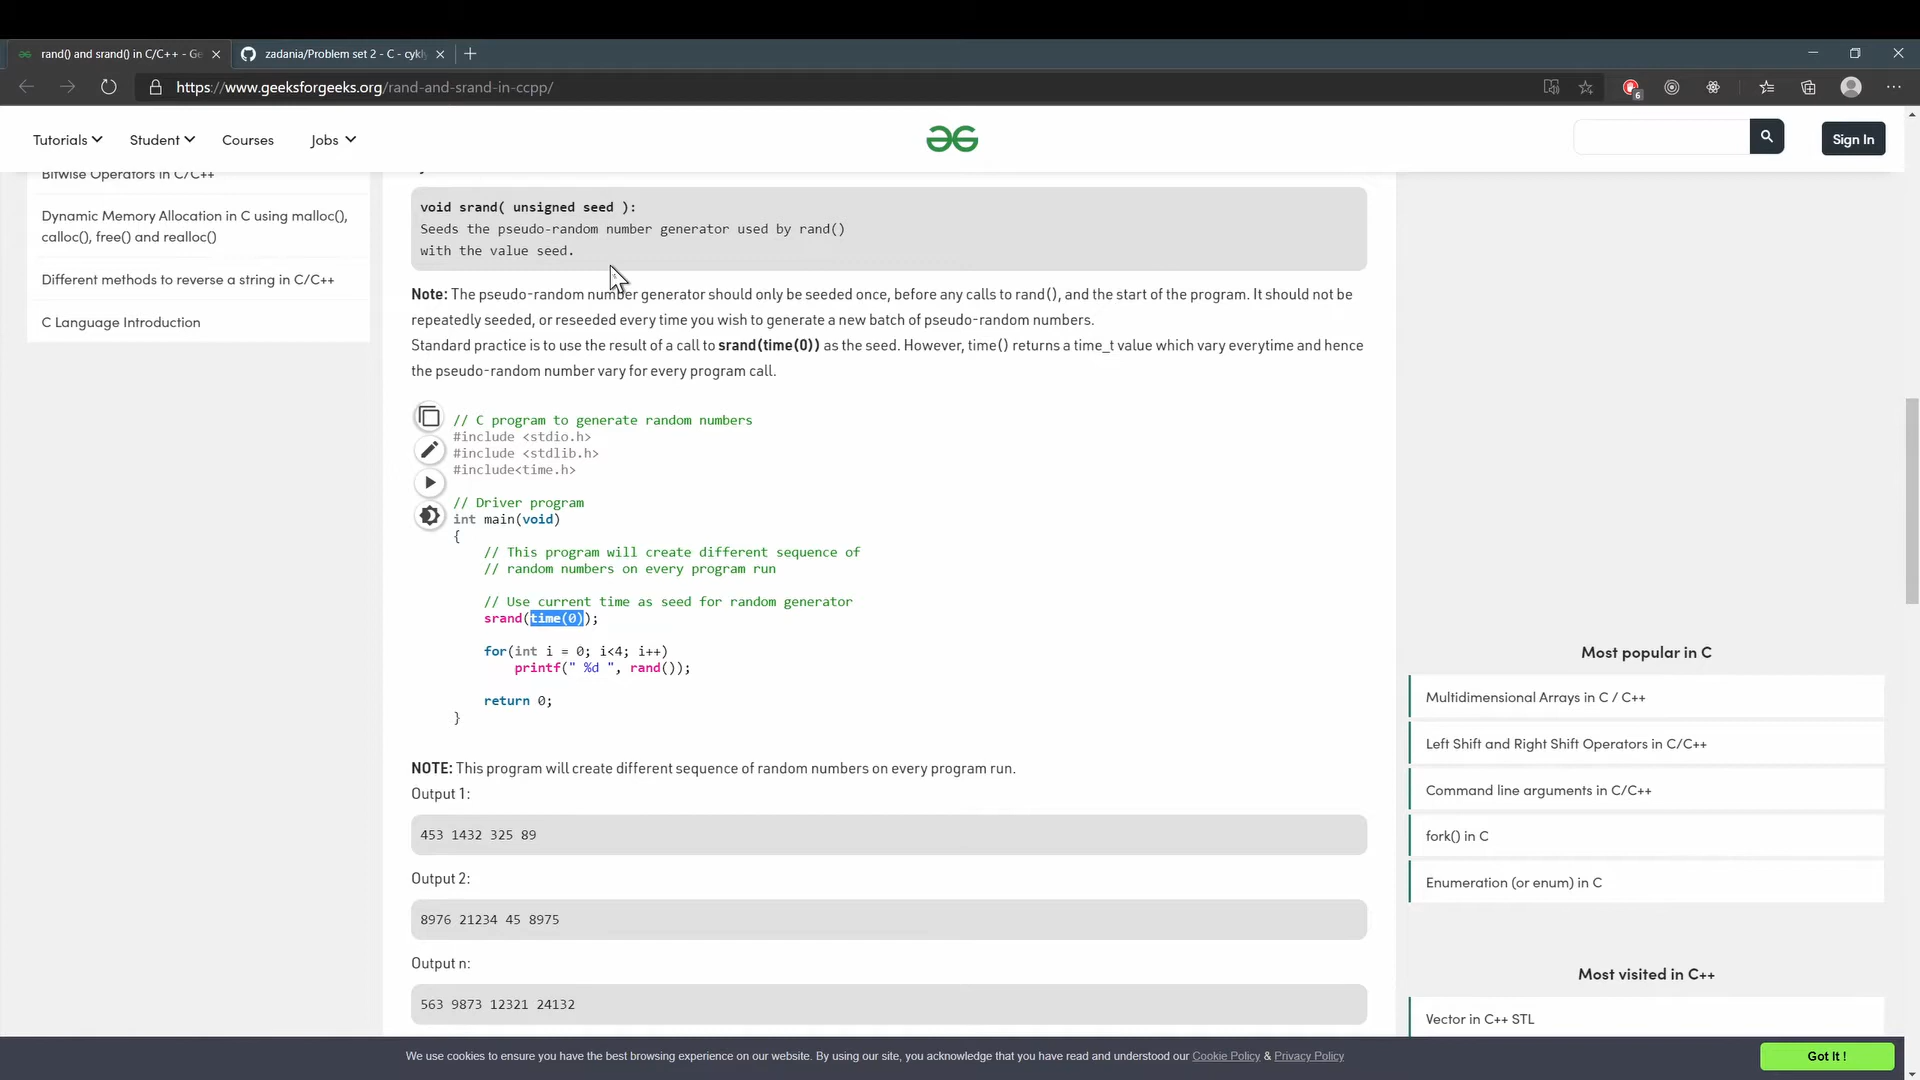 rand() and srand() in C/C++ - Ge
zadania/Problem set 2 - C - cykly
https://www.geeksforgeeks.org/rand-and-srand-in-ccpp/
6
Tutorials
Student
Courses
Jobs
Sign In
Bitwise Operators in C/C++
Dynamic Memory Allocation in C using malloc(),
calloc(), free() and realloc()
Different methods to reverse a string in C/C++
C Language Introduction
void srand( unsigned seed ):
Seeds the pseudo-random number generator used by rand()
with the value seed.
Note: The pseudo-random number generator should only be seeded once, before any calls to rand(), and the start of the program. It should not be
repeatedly seeded, or reseeded every time you wish to generate a new batch of pseudo-random numbers.
Standard practice is to use the result of a call to srand(time(0)) as the seed. However, time() returns a time_t value which vary everytime and hence
the pseudo-random number vary for every program call.
// C program to generate random numbers
#include <stdio.h>
#include <stdlib.h>
#include<time.h>
// Driver program
int main(void)
{
// This program will create different sequence of
// random numbers on every program run
// Use current time as seed for random generator
srand(time(0));
for(int i = 0; i<4; i++)
printf(" %d ", rand());
return 0;
}
NOTE: This program will create different sequence of random numbers on every program run.
Output 1:
453 1432 325 89
Output 2:
8976 21234 45 8975
Output n:
563 9873 12321 24132
Most popular in C
Multidimensional Arrays in C / C++
Left Shift and Right Shift Operators in C/C++
Command line arguments in C/C++
fork() in C
Enumeration (or enum) in C
Most visited in C++
Vector in C++ STL
We use cookies to ensure you have the best browsing experience on our website. By using our site, you acknowledge that you have read and understood our Cookie Policy & Privacy Policy
Got It !